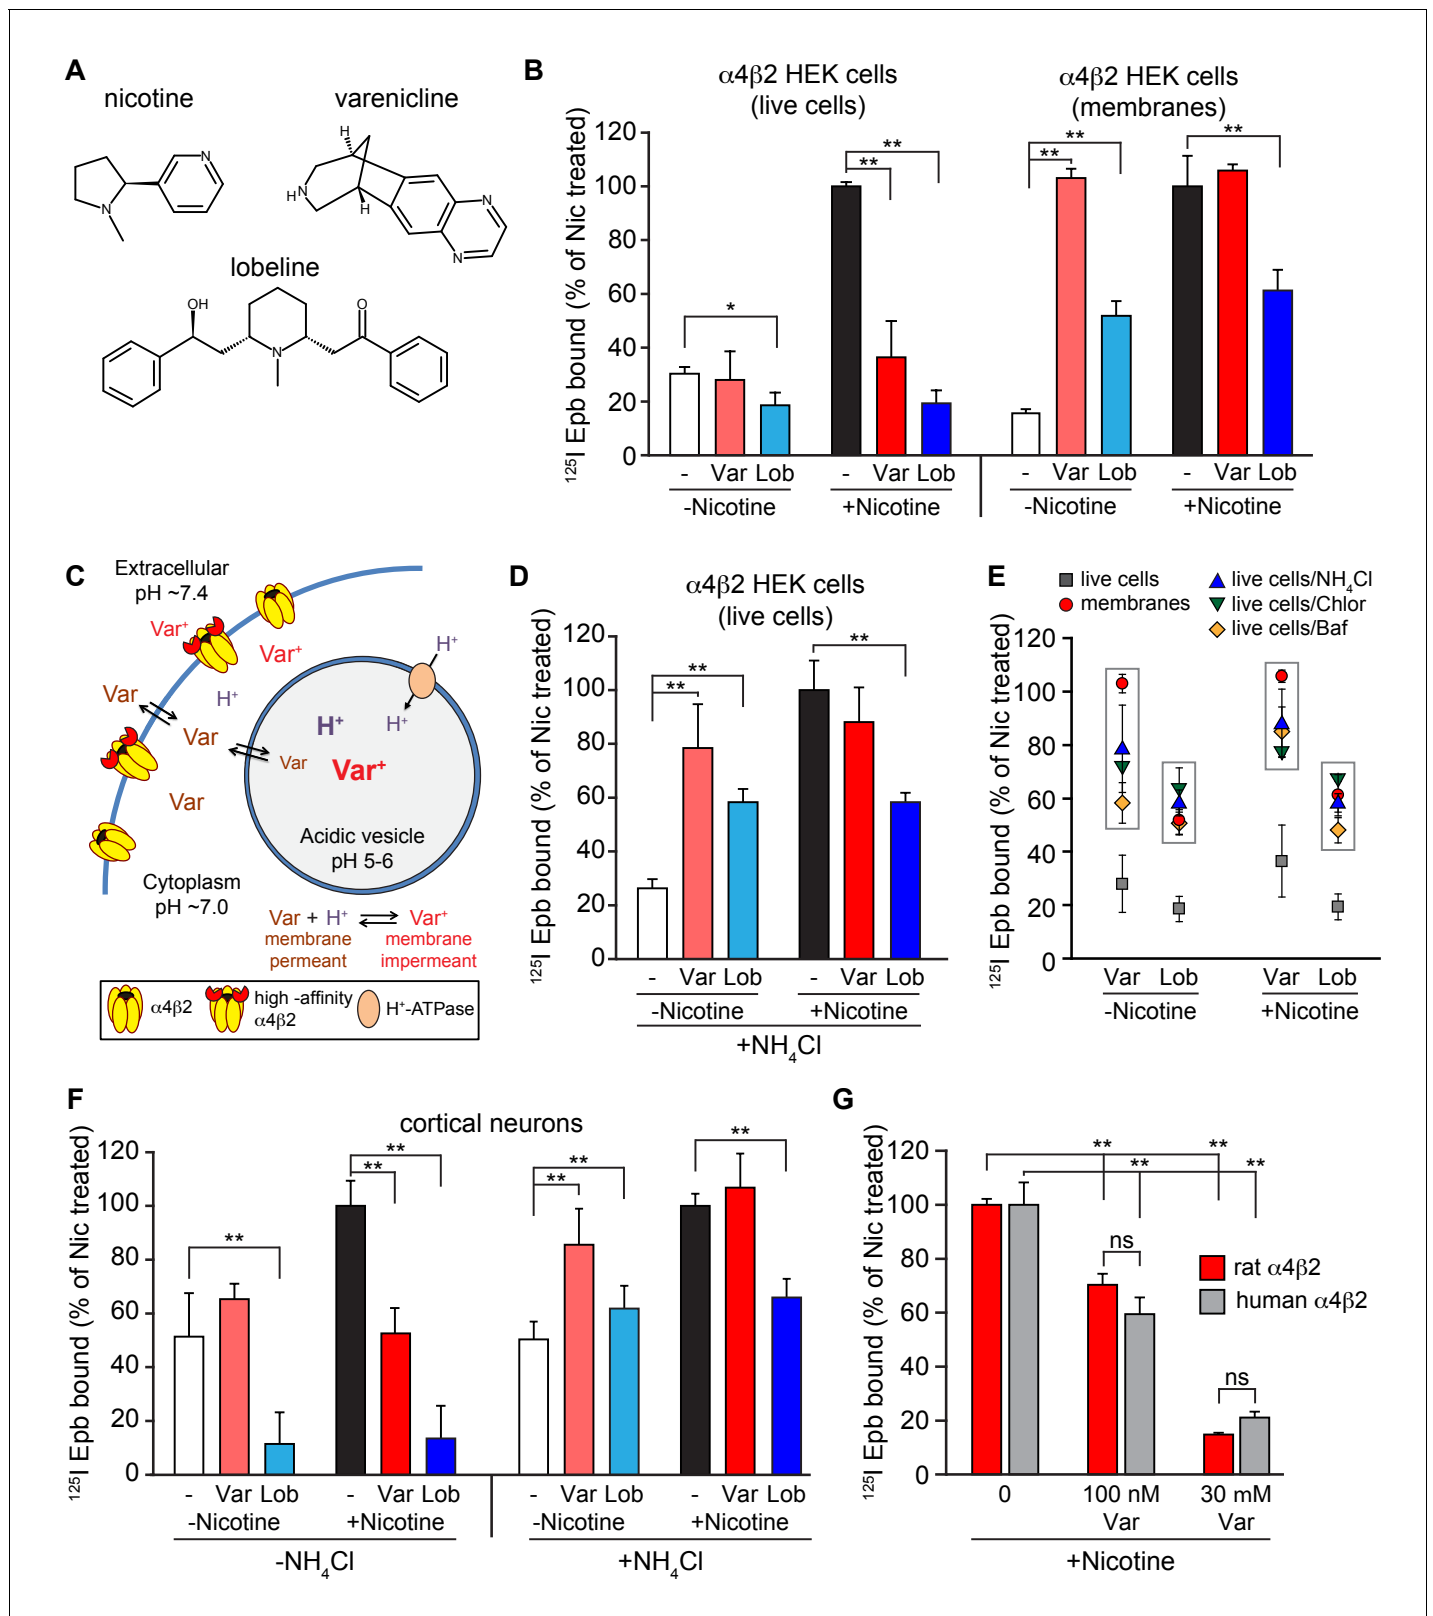 A
nicotine
varenicline
N
N
H
H
N
H
N
N
lobeline
OH
O
N
B
α4β2 HEK cells
(live cells)
α4β2 HEK cells
(membranes)
¹²⁵I Epb bound (% of Nic treated)
120
100
80
60
40
20
0
*
**
**
**
**
**
- Var Lob
- Var Lob
- Var Lob
- Var Lob
-Nicotine
+Nicotine
-Nicotine
+Nicotine
C
Extracellular
pH ~7.4
Var⁺
Var⁺
H⁺
H⁺
H⁺
Var
Var
Var
H⁺
Var⁺
Var
Acidic vesicle
pH 5-6
Cytoplasm
pH ~7.0
Var + H⁺
Var⁺
membrane
permeant
membrane
impermeant
α4β2
high -affinity
α4β2
H⁺-ATPase
D
α4β2 HEK cells
(live cells)
¹²⁵I Epb bound (% of Nic treated)
120
100
80
60
40
20
0
**
**
**
- Var Lob
- Var Lob
-Nicotine
+Nicotine
+NH₄Cl
E
live cells
membranes
live cells/NH₄Cl
live cells/Chlor
live cells/Baf
¹²⁵I Epb bound (% of Nic treated)
120
100
80
60
40
20
0
Var Lob
Var Lob
-Nicotine
+Nicotine
F
cortical neurons
¹²⁵I Epb bound (% of Nic treated)
120
100
80
60
40
20
0
**
**
**
**
**
**
- Var Lob
- Var Lob
- Var Lob
- Var Lob
-Nicotine
+Nicotine
-Nicotine
+Nicotine
-NH₄Cl
+NH₄Cl
G
¹²⁵I Epb bound (% of Nic treated)
120
100
80
60
40
20
0
** **
** **
ns
ns
rat α4β2
human α4β2
0
100 nM
Var
30 mM
Var
+Nicotine